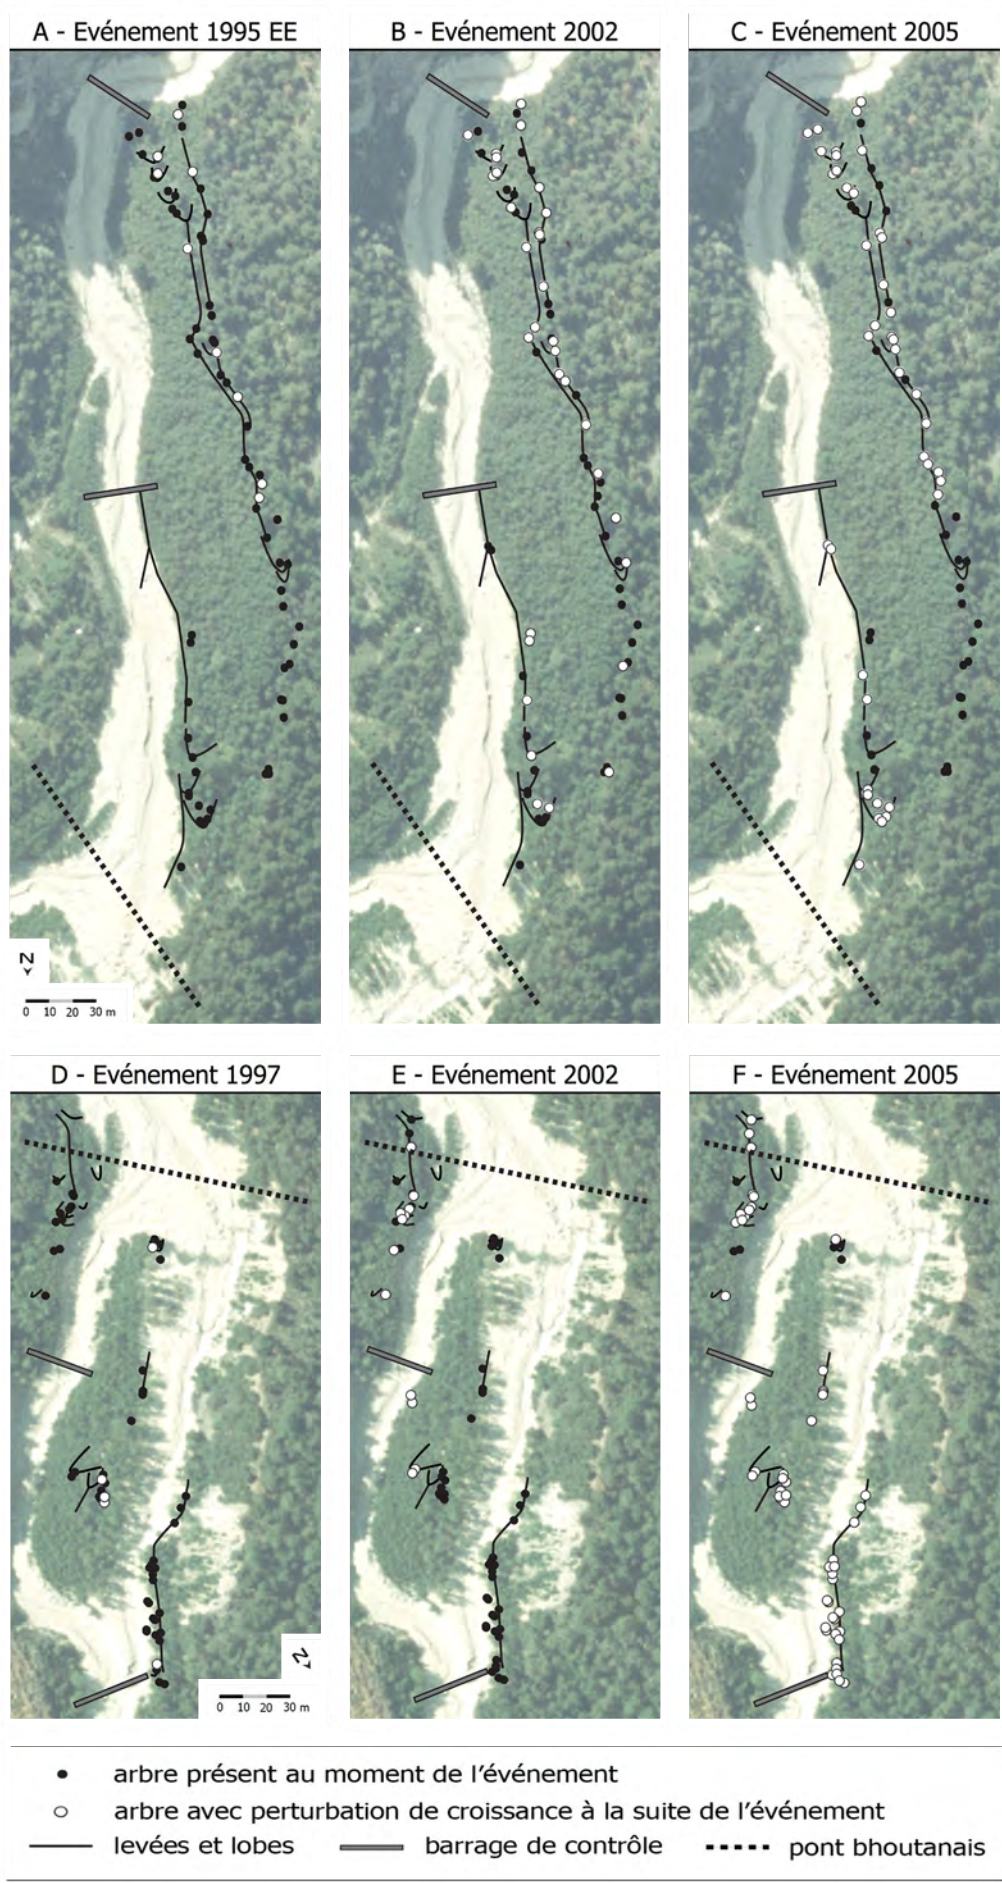 A - Evénement 1995 EE
B - Evénement 2002
C - Evénement 2005
N
0 10 20 30 m
D - Evénement 1997
E - Evénement 2002
F - Evénement 2005
N
0 10 20 30 m
arbre présent au moment de l'événement
arbre avec perturbation de croissance à la suite de l'événement
levées et lobes barrage de contrôle pont bhoutanais